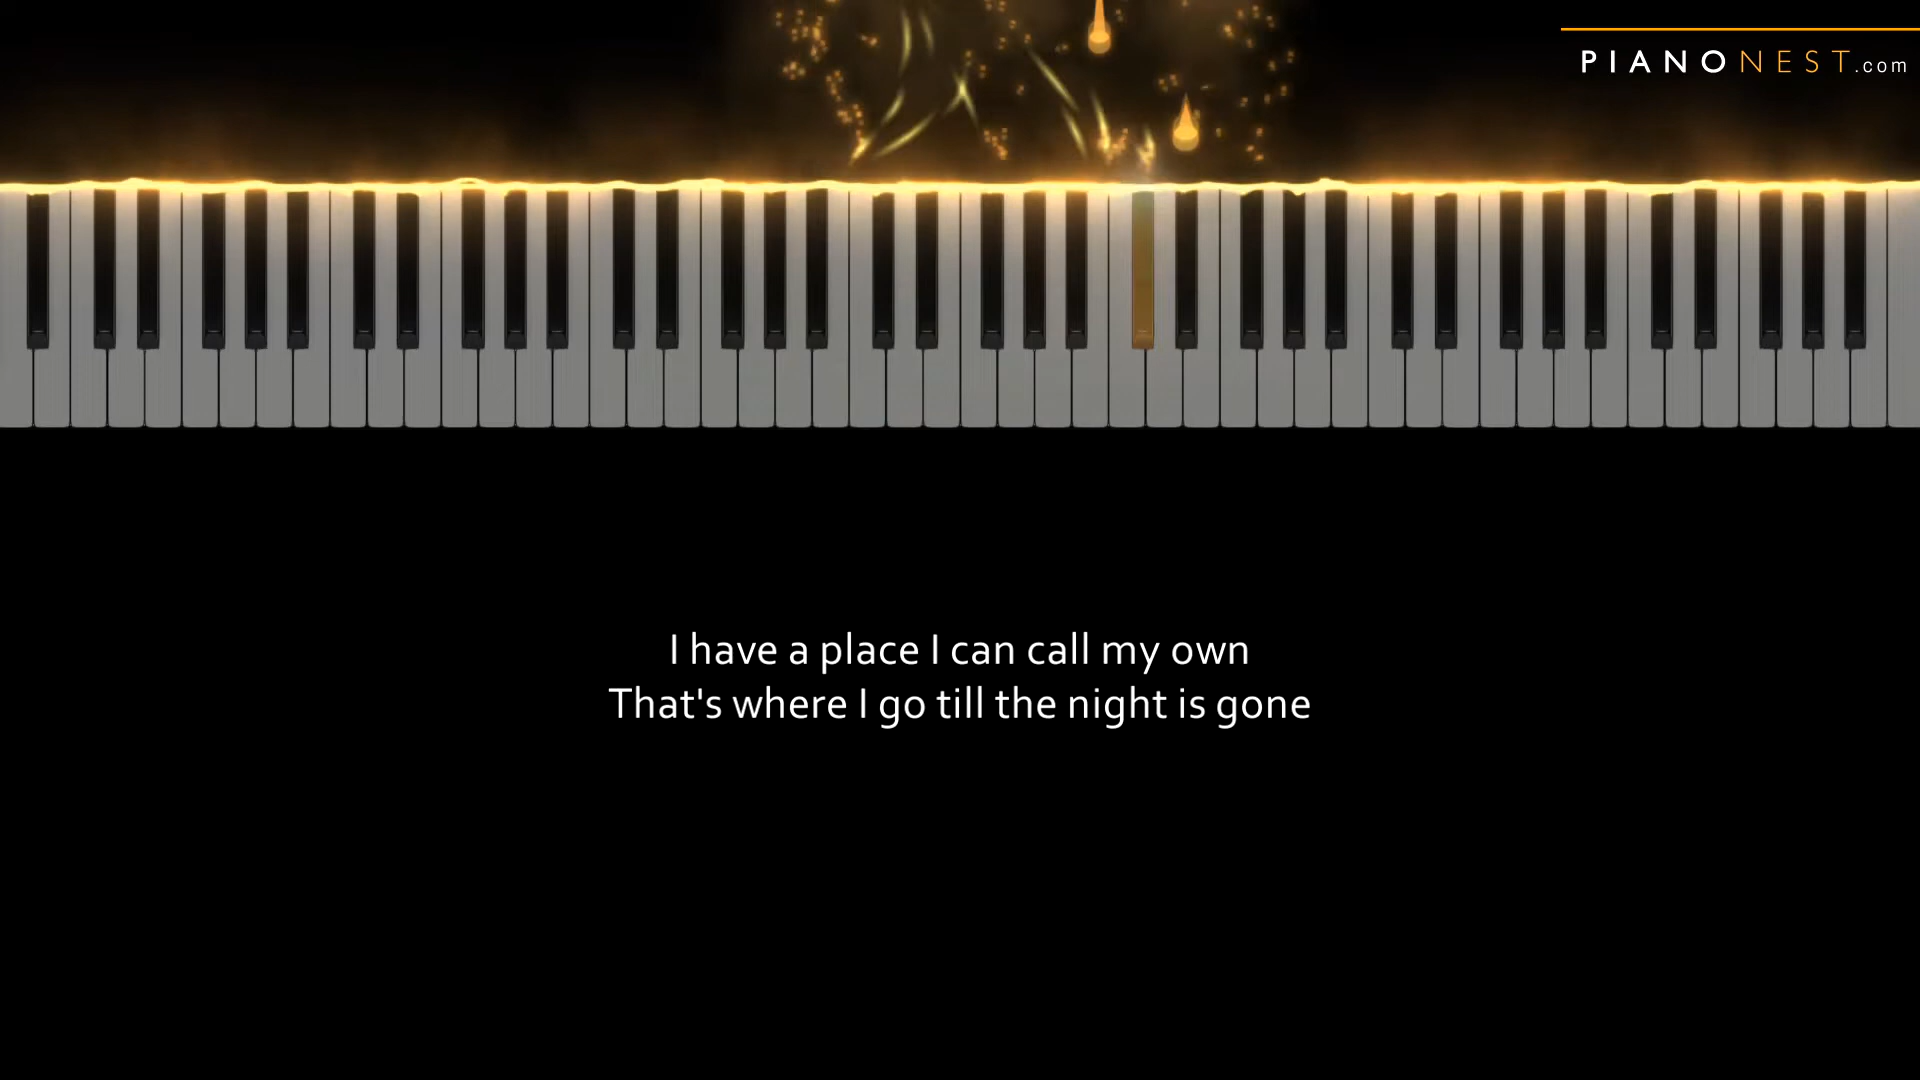 PIANONEST.com
I have a place I can call my own
That's where I go till the night is gone